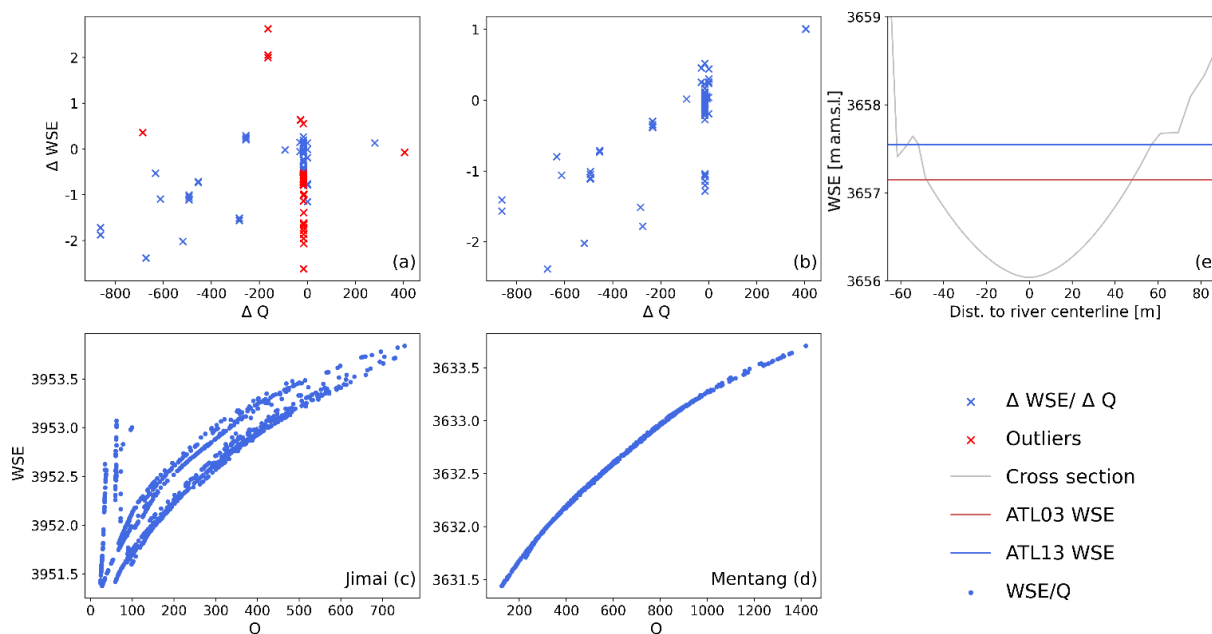 Δ WSE
2
1
0
-1
-2
-800 -600 -400 -200 0 200 400
Δ Q
(a)
1
0
-1
-2
-800 -600 -400 -200 0 200 400
Δ Q
(b)
WSE [m a.m.s.l.]
3659
3658
3657
3656
-60 -40 -20 0 20 40 60 80
Dist. to river centerline [m]
(e)
WSE
3953.5
3953.0
3952.5
3952.0
3951.5
0 100 200 300 400 500 600 700
Q
Jimai (c)
3633.5
3633.0
3632.5
3632.0
3631.5
200 400 600 800 1000 1200 1400
Q
Mentang (d)
Δ WSE/ Δ Q
Outliers
Cross section
ATL03 WSE
ATL13 WSE
WSE/Q